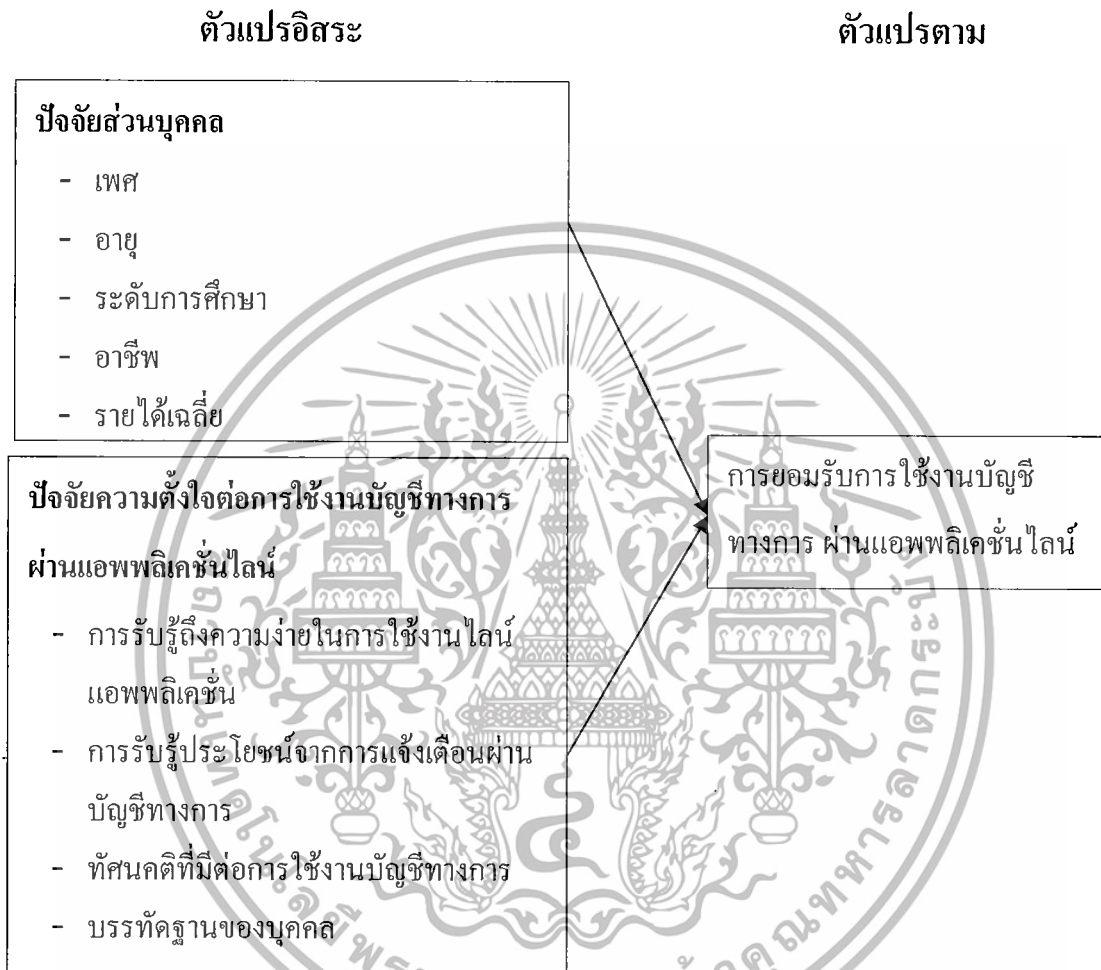 ตัวแปรอิสระ
ตัวแปรตาม
ปัจจัยส่วนบุคคล
- เพศ
- อายุ
- ระดับการศึกษา
- อาชีพ
- รายได้เฉลี่ย
ปัจจัยความตั้งใจต่อการใช้งานบัญชีทางการ
ผ่านแอพพลิเคชั่นไลน์
- การรับรู้ถึงความง่ายในการใช้งานไลน์
แอพพลิเคชั่น
- การรับรู้ประโยชน์จากการแจ้งเตือนผ่าน
บัญชีทางการ
- ทัศนคติที่มีต่อการใช้งานบัญชีทางการ
- บรรทัดฐานของบุคคล
การยอมรับการใช้งานบัญชี
ทางการ ผ่านแอพพลิเคชั่นไลน์